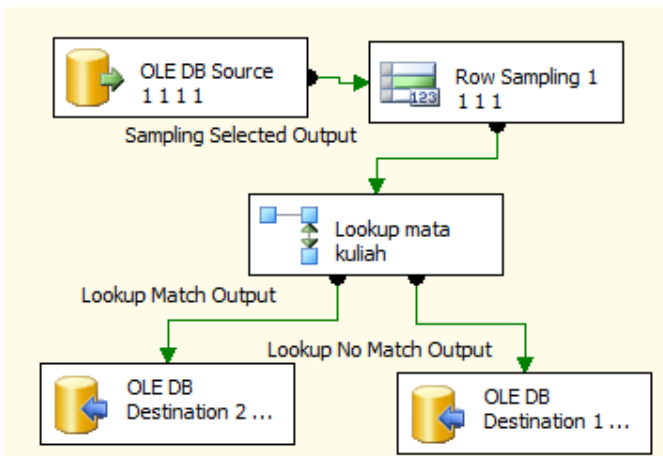 OLE DB Source
1 1 1 1
Row Sampling 1
1 1 1
123
Sampling Selected Output
Lookup mata
kuliah
Lookup Match Output
Lookup No Match Output
OLE DB
Destination 2 ...
OLE DB
Destination 1 ...